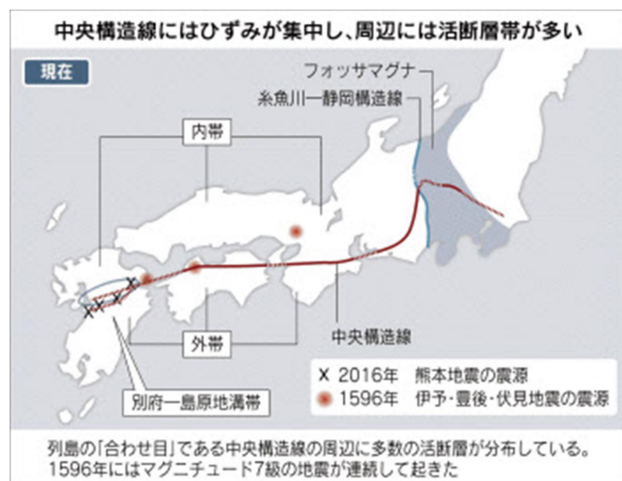 中央構造線にはひずみが集中し、周辺には活断層帯が多い
現在
フォッサマグナ
糸魚川―静岡構造線
内帯
外帯
中央構造線
別府―島原地溝帯
X 2016年 熊本地震の震源
1596年 伊予・豊後・伏見地震の震源
列島の「合わせ目」である中央構造線の周辺に多数の活断層が分布している。
1596年にはマグニチュード7級の地震が連続して起きた